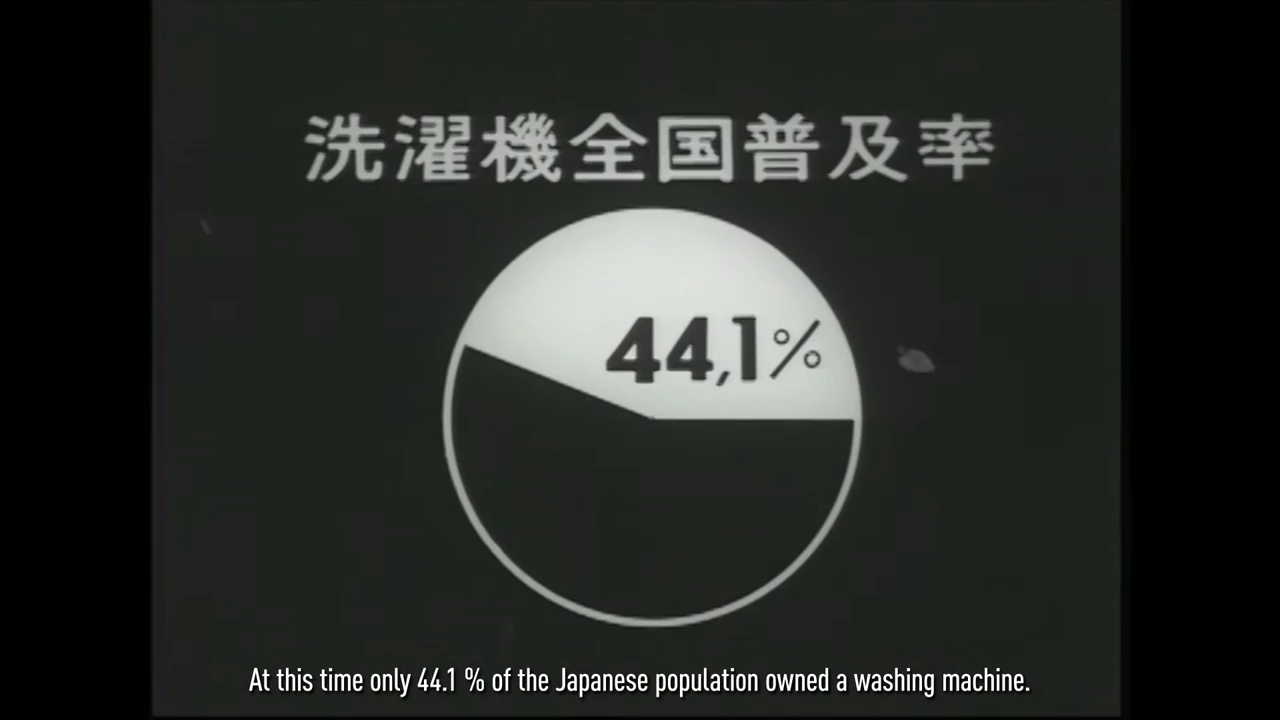 洗濯機全国普及率
44,1%
At this time only 44.1 % of the Japanese population owned a washing machine.